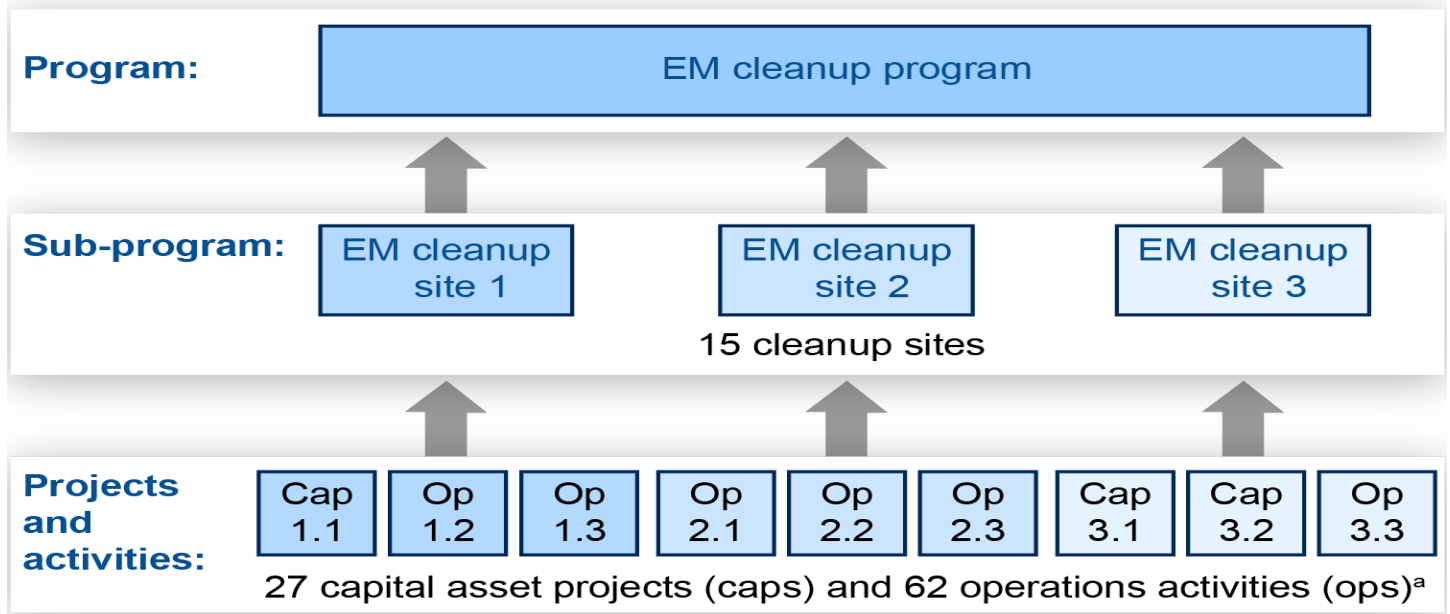 Program:
EM cleanup program
Sub-program:
EM cleanup
site 1
EM cleanup
site 2
EM cleanup
site 3
15 cleanup sites
Projects
and
activities:
Cap
1.1
Op
1.2
Op
1.3
Op
2.1
Op
2.2
Op
2.3
Cap
3.1
Cap
3.2
Op
3.3
27 capital asset projects (caps) and 62 operations activities (ops)ᵃ